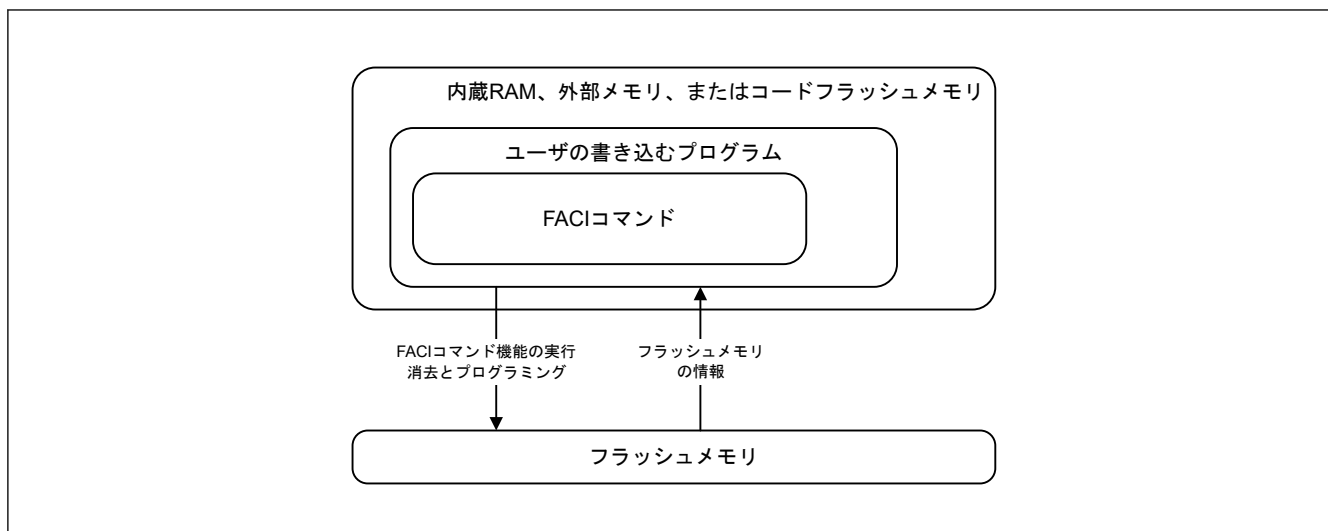 内蔵RAM、外部メモリ、またはコードフラッシュメモリ
ユーザの書き込むプログラム
FACIコマンド
FACIコマンド機能の実行
消去とプログラミング
フラッシュメモリ
の情報
フラッシュメモリ